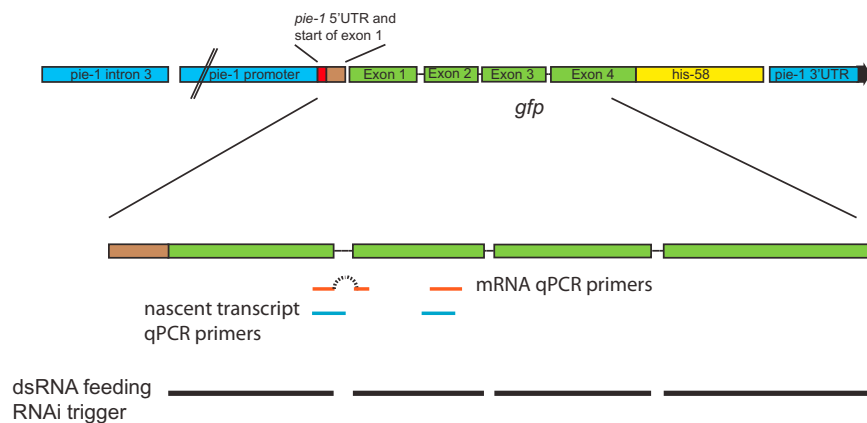 pie-1 5'UTR and
start of exon 1
pie-1 intron 3
pie-1 promoter
Exon 1
Exon 2
Exon 3
Exon 4
his-58
pie-1 3'UTR
gfp
mRNA qPCR primers
nascent transcript
qPCR primers
dsRNA feeding
RNAi trigger